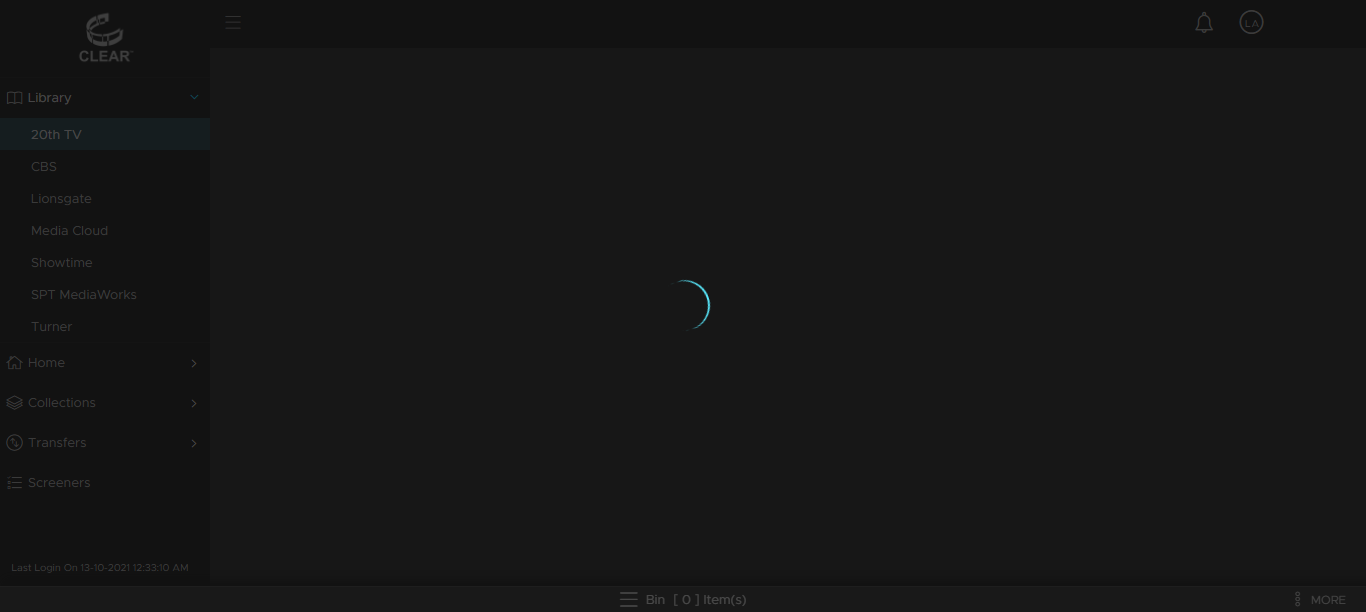 CLEAR
LA
Library
20th TV
CBS
Lionsgate
Media Cloud
Showtime
SPT MediaWorks
Turner
Home
Collections
Transfers
Screeners
Last Login On 13-10-2021 12:33:10 AM
Bin [ 0 ] Item(s)
MORE